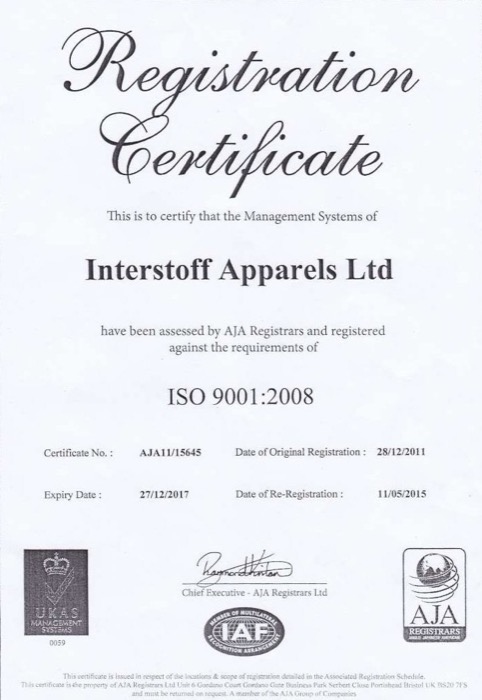 Registration
Certificate
This is to certify that the Management Systems of
Interstoff Apparels Ltd
have been assessed by AJA Registrars and registered
against the requirements of
ISO 9001:2008
Certificate No. : AJA11/15645 Date of Original Registration : 28/12/2011
Expiry Date : 27/12/2017 Date of Re-Registration : 11/05/2015
Chief Executive - AJA Registrars Ltd
UKAS
MANAGEMENT
SYSTEMS
0059
MEMBER OF MULTILATERAL
IAF
RECOGNITION ARRANGEMENT
AJA
REGISTRARS
This certificate is issued in respect of the locations & scope of registration detailed in the Associated Registration Schedule.
This certificate is the property of AJA Registrars Ltd Unit 6 Gordano Court Gordano Gate Business Park Serbert Close Portishead Bristol UK BS20 7FS
and must be returned on request. A member of the AJA Group of Companies